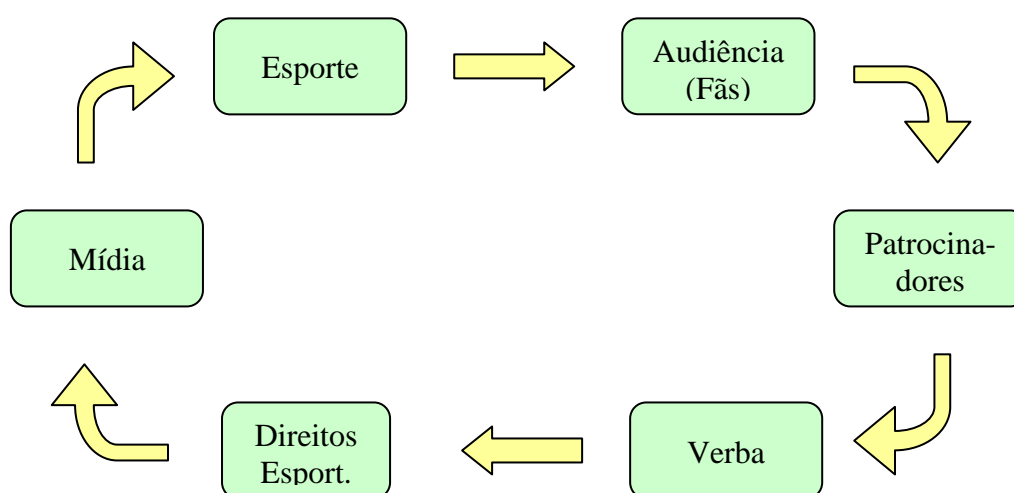 Esporte
Audiência
(Fãs)
Mídia
Patrocina-
dores
Direitos
Esport.
Verba